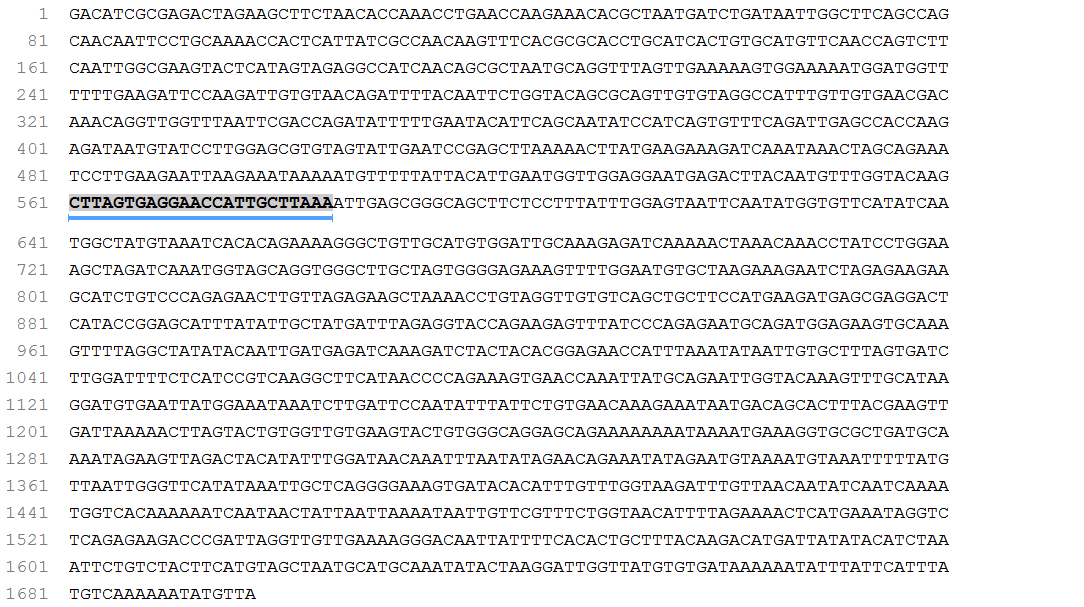 1 GACATCGCGAGACTAGAAGCTTCTAACACCAAACCTGAACCAAGAAACACGCTAATGATCTGATAATTGGCTTCAGCCAG
81 CAACAATTCCTGCAAAACCACTCATTATCGCCAACAAGTTTCACGCGCACCTGCATCACTGTGCATGTTCAACCAGTCTT
161 CAATTGGCGAAGTACTCATAGTAGAGGCCATCAACAGCGCTAATGCAGGTTTAGTTGAAAAAGTGGAAAAATGGATGGTT
241 TTTTGAAGATTCCAAGATTGTGTAACAGATTTTACAATTCTGGTACAGCGCAGTTGTGTAGGCCATTTGTTGTGAACGAC
321 AAACAGGTTGGTTTAATTCGACCAGATATTTTTGAATACATTCAGCAATATCCATCAGTGTTTCAGATTGAGCCACCAAG
401 AGATAATGTATCCTTGGAGCGTGTAGTATTGAATCCGAGCTTAAAAACTTATGAAGAAAGATCAAATAAACTAGCAGAAA
481 TCCTTGAAGAATTAAGAAATAAAAATGTTTTTATTACATTGAATGGTTGGAGGAATGAGACTTACAATGTTTGGTACAAG
561 CTTAGTGAGGAACCATTGCTTAAAATTGAGCGGGCAGCTTCTCCTTTATTTGGAGTAATTCAATATGGTGTTCATATCAA
641 TGGCTATGTAAATCACACAGAAAAGGGCTGTTGCATGTGGATTGCAAAGAGATCAAAAACTAAACAAACCTATCCTGGAA
721 AGCTAGATCAAATGGTAGCAGGTGGGCTTGCTAGTGGGGAGAAAGTTTTGGAATGTGCTAAGAAAGAATCTAGAGAAGAA
801 GCATCTGTCCCAGAGAACTTGTTAGAGAAGCTAAAACCTGTAGGTTGTGTCAGCTGCTTCCATGAAGATGAGCGAGGACT
881 CATACCGGAGCATTTATATTGCTATGATTTAGAGGTACCAGAAGAGTTTATCCCAGAGAATGCAGATGGAGAAGTGCAAA
961 GTTTTAGGCTATATACAATTGATGAGATCAAAGATCTACTACACGGAGAACCATTTAAATATAATTGTGCTTTAGTGATC
1041 TTGGATTTTCTCATCCGTCAAGGCTTCATAACCCCAGAAAGTGAACCAAATTATGCAGAATTGGTACAAAGTTTGCATAA
1121 GGATGTGAATTATGGAAATAAATCTTGATTCCAATATTTATTCTGTGAACAAAGAAATAATGACAGCACTTTACGAAGTT
1201 GATTAAAAACTTAGTACTGTGGTTGTGAAGTACTGTGGGCAGGAGCAGAAAAAAAATAAAATGAAAGGTGCGCTGATGCA
1281 AAATAGAAGTTAGACTACATATTTGGATAACAAATTTAATATAGAACAGAAATATAGAATGTAAAATGTAAATTTTTATG
1361 TTAATTGGGTTCATATAAATTGCTCAGGGGAAAGTGATACACATTTGTTTGGTAAGATTTGTTAACAATATCAATCAAAA
1441 TGGTCACAAAAAATCAATAACTATTAATTAAAATAATTGTTCGTTTCTGGTAACATTTTAGAAAACTCATGAAATAGGTC
1521 TCAGAGAAGACCCGATTAGGTTGTTGAAAAGGGACAATTATTTTCACACTGCTTTACAAGACATGATTATATACATCTAA
1601 ATTCTGTCTACTTCATGTAGCTAATGCATGCAAATATACTAAGGATTGGTTATGTGTGATAAAAAATATTTATTCATTTA
1681 TGTCAAAAAATATGTTA